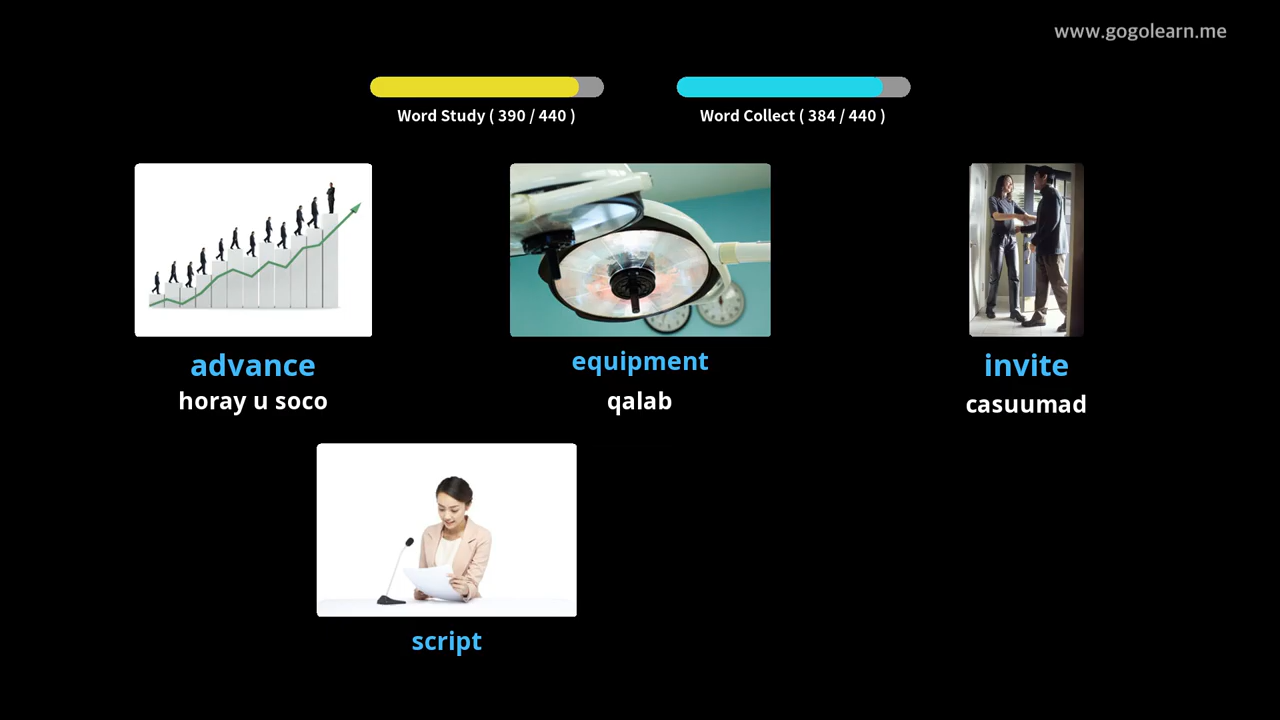 www.gogolearn.me
Word Study ( 390 / 440 )
Word Collect ( 384 / 440 )
advance
horay u soco
equipment
qalab
invite
casuumad
script